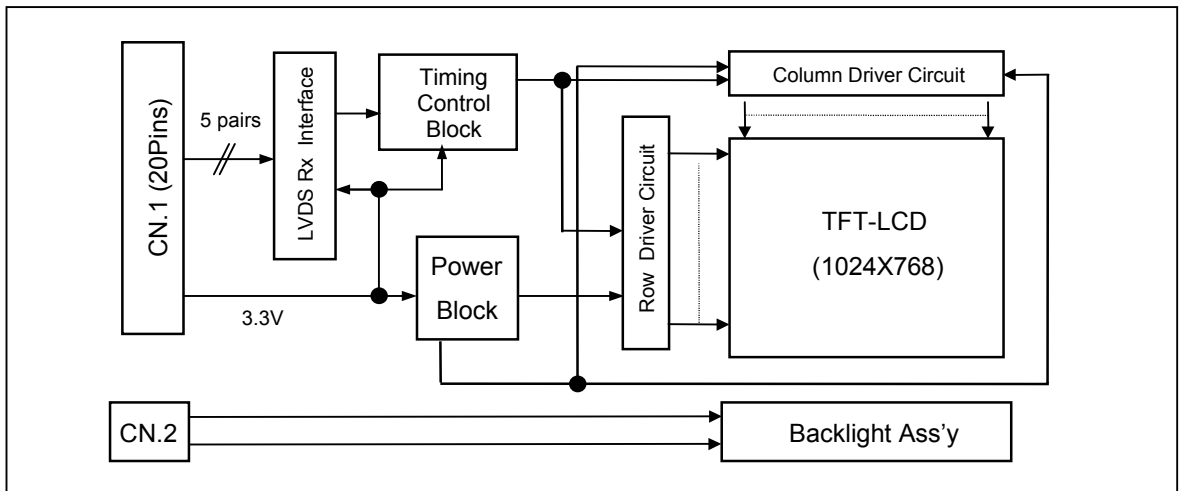 CN.1 (20Pins)
5 pairs
LVDS Rx Interface
Timing
Control
Block
Column Driver Circuit
Row Driver Circuit
TFT-LCD
(1024X768)
Power
Block
3.3V
CN.2
Backlight Ass’y